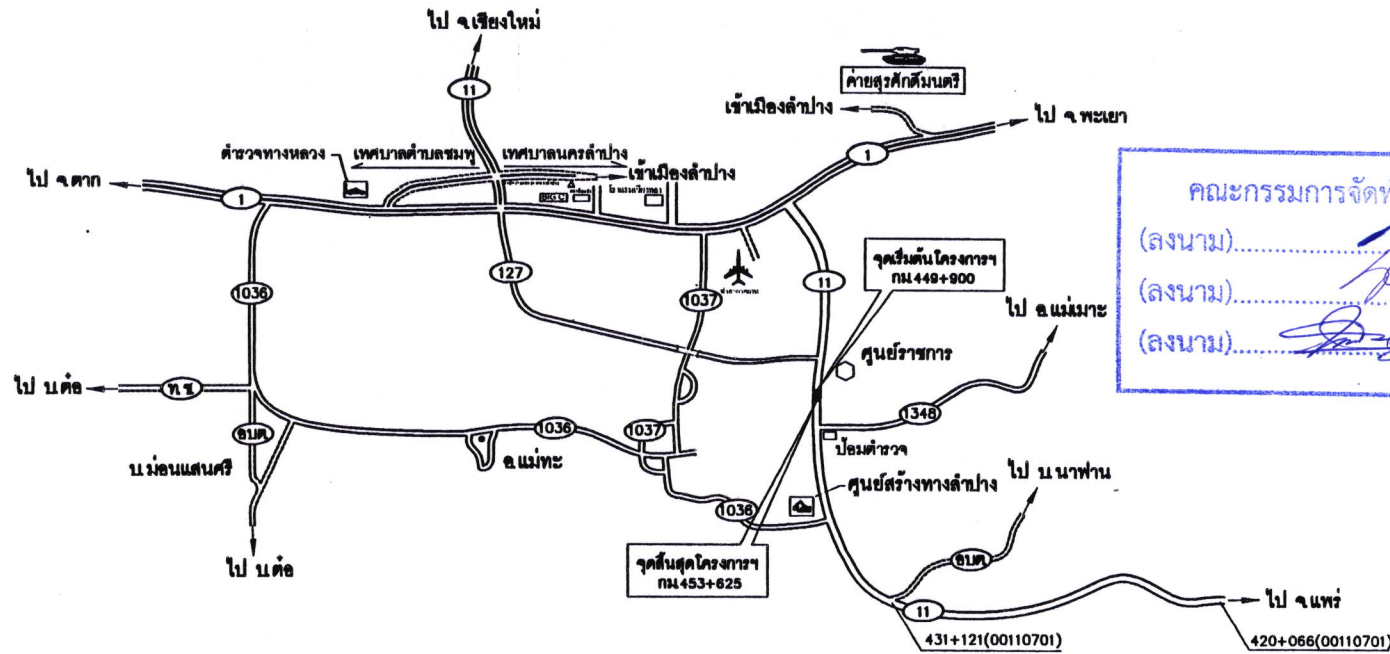 ไป จ.เชียงใหม่
11
ค่ายสุรศักดิ์มนตรี
เข้าเมืองลำปาง
ไป จ.พะเยา
1
ตำรวจทางหลวง
เทศบาลตำบลชมพู
เทศบาลนครลำปาง
เข้าเมืองลำปาง
ไป จ.ตาก
1
BIG C
คณะกรรมการจัดทำ
(ลงนาม)
(ลงนาม)
(ลงนาม)
จุดเริ่มต้นโครงการฯ
กม.449+900
127
11
1036
1037
ไป อ.แม่เมาะ
ศูนย์ราชการ
ไป บ.ต๋อ
ท.ช.
1348
อบต.
1036
1037
ป้อมตำรวจ
บ.ม่อนแสนศรี
อ.แม่ทะ
ไป บ.นาฟาน
ศูนย์สร้างทางลำปาง
1036
อบต.
ไป บ.ต๋อ
จุดสิ้นสุดโครงการฯ
กม.453+625
11
ไป จ.แพร่
431+121(00110701)
420+066(00110701)